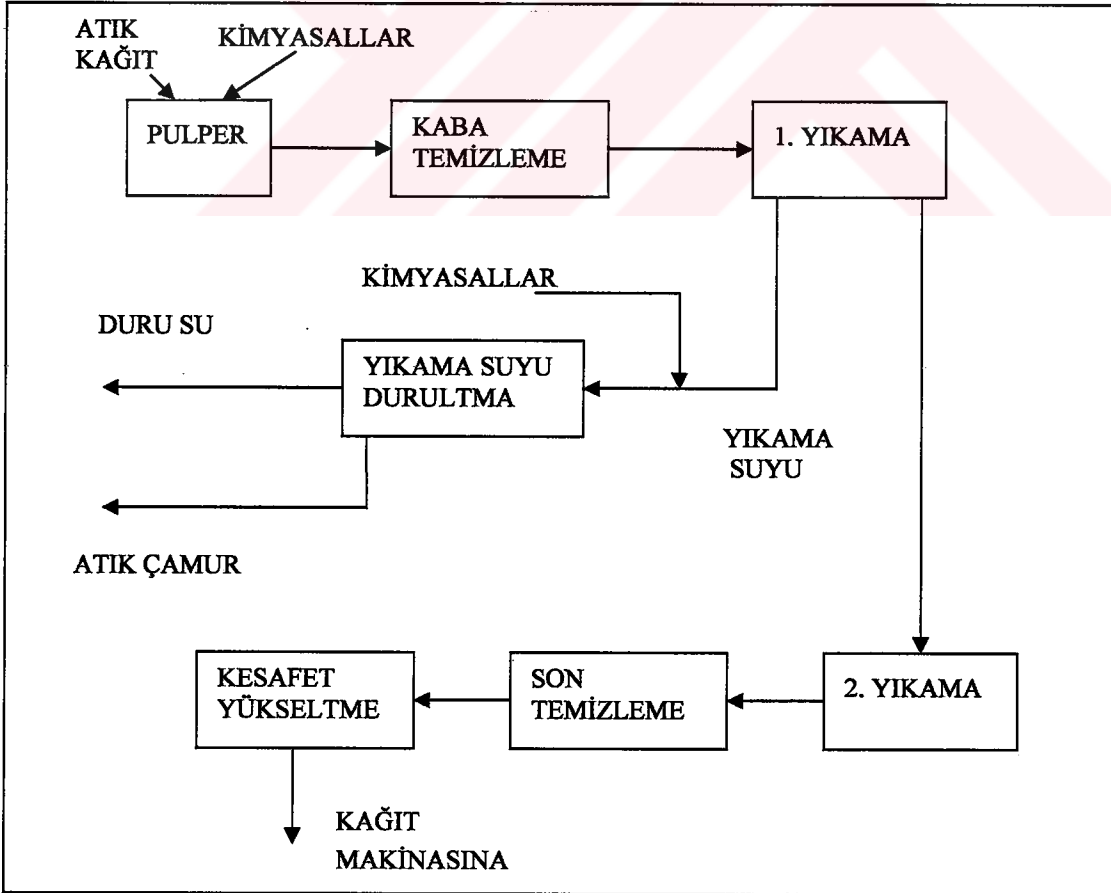 ATIK
KAĞIT
KİMYASALLAR
PULPER
KABA
TEMİZLEME
1. YIKAMA
KİMYASALLAR
DURU SU
YIKAMA SUYU
DURULTMA
YIKAMA
SUYU
ATIK ÇAMUR
KESAFET
YÜKSELTME
SON
TEMİZLEME
2. YIKAMA
KAĞIT
MAKİNASINA